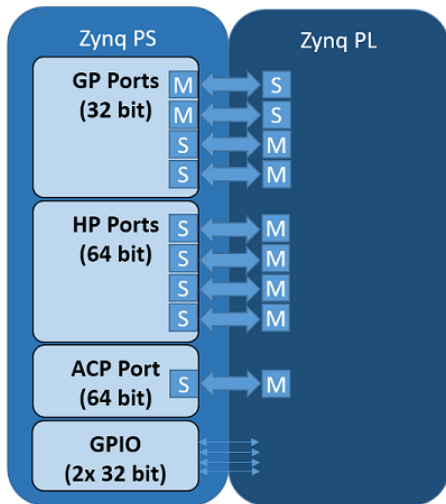 Zynq PS
Zynq PL
GP Ports
(32 bit)
M S
M S
S M
S M
HP Ports
(64 bit)
S M
S M
S M
S M
ACP Port
(64 bit)
S M
GPIO
(2x 32 bit)